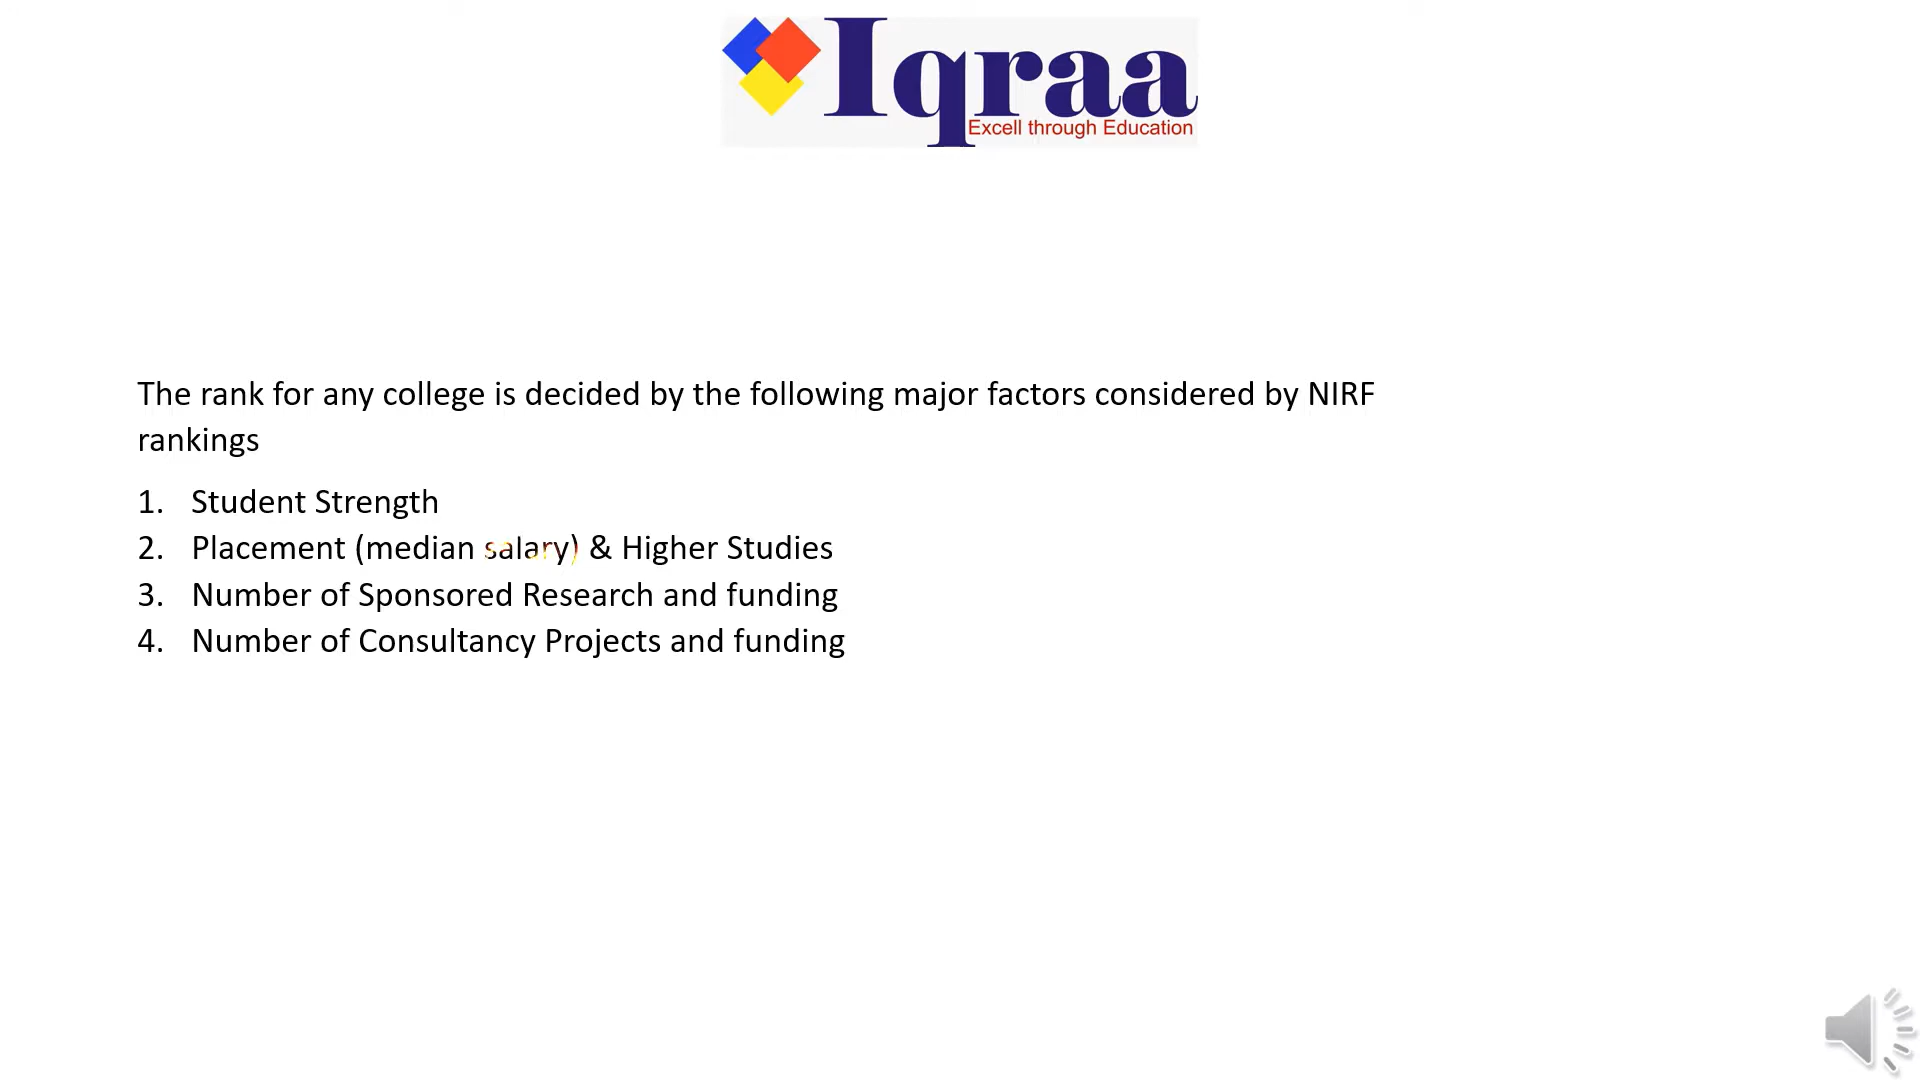 Iqraa
Excell through Education
The rank for any college is decided by the following major factors considered by NIRF
rankings
1. Student Strength
2. Placement (median salary) & Higher Studies
3. Number of Sponsored Research and funding
4. Number of Consultancy Projects and funding